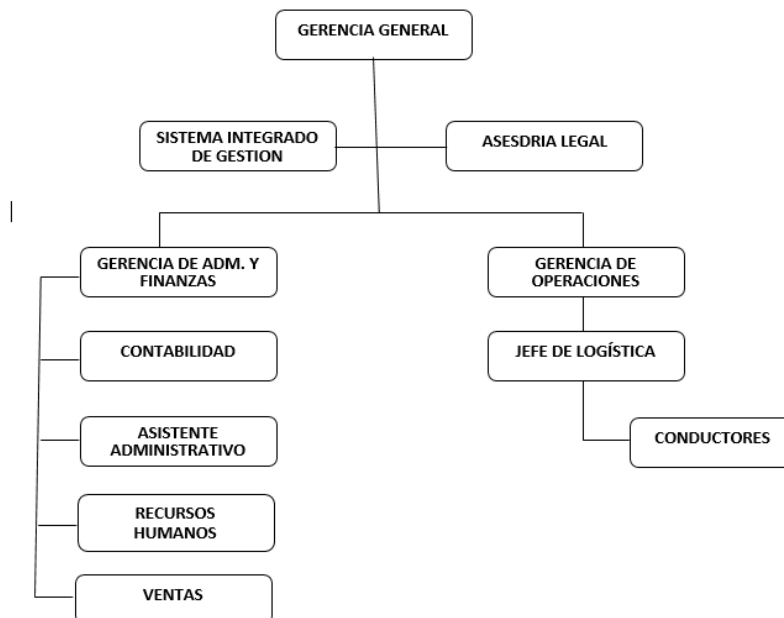 GERENCIA GENERAL
SISTEMA INTEGRADO
DE GESTION
ASESDRIA LEGAL
GERENCIA DE ADM. Y
FINANZAS
GERENCIA DE
OPERACIONES
CONTABILIDAD
JEFE DE LOGÍSTICA
ASISTENTE
ADMINISTRATIVO
CONDUCTORES
RECURSOS
HUMANOS
VENTAS